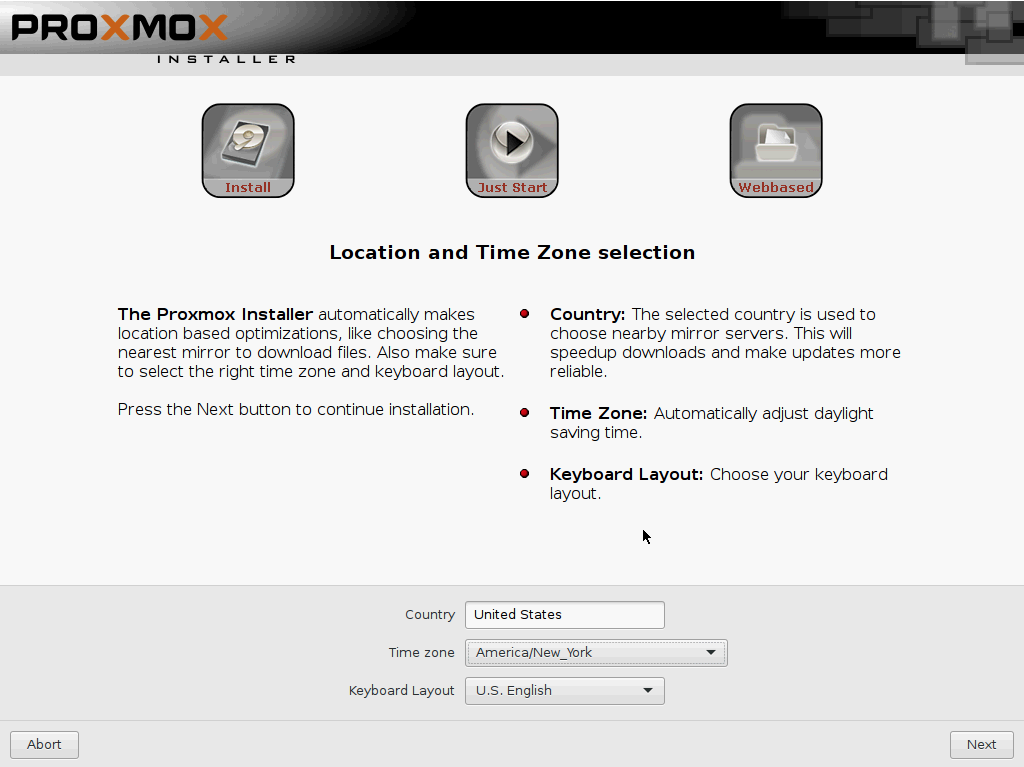 PROXMOX
INSTALLER
Install
Just Start
Webbased
Location and Time Zone selection
The Proxmox Installer automatically makes
location based optimizations, like choosing the
nearest mirror to download files. Also make sure
to select the right time zone and keyboard layout.
Press the Next button to continue installation.
Country: The selected country is used to
choose nearby mirror servers. This will
speedup downloads and make updates more
reliable.
Time Zone: Automatically adjust daylight
saving time.
Keyboard Layout: Choose your keyboard
layout.
Country United States
Time zone America/New_York
Keyboard Layout U.S. English
Abort Next